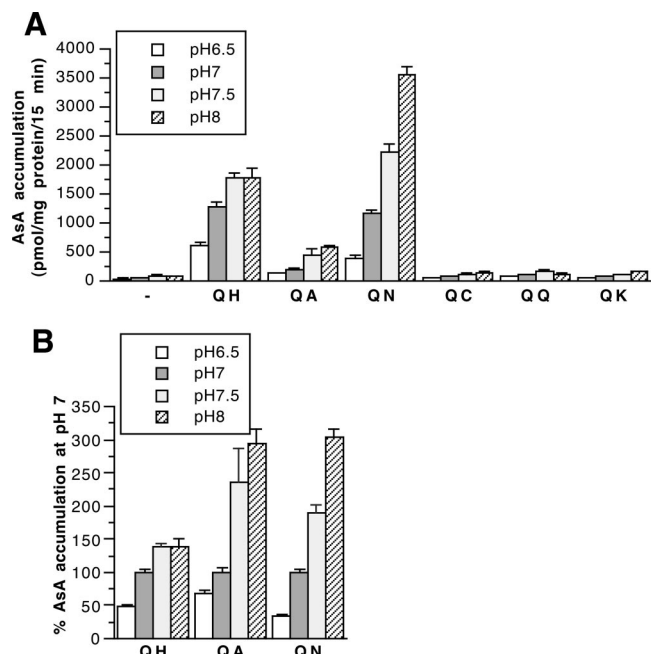 A
AsA accumulation
(pmol/mg protein/15 min)
4000
3500
3000
2500
2000
1500
1000
500
0
pH6.5
pH7
pH7.5
pH8
- QH QA QN QC QQ QK
B
% AsA accumulation at pH 7
350
300
250
200
150
100
50
0
pH6.5
pH7
pH7.5
pH8
QH QA QN